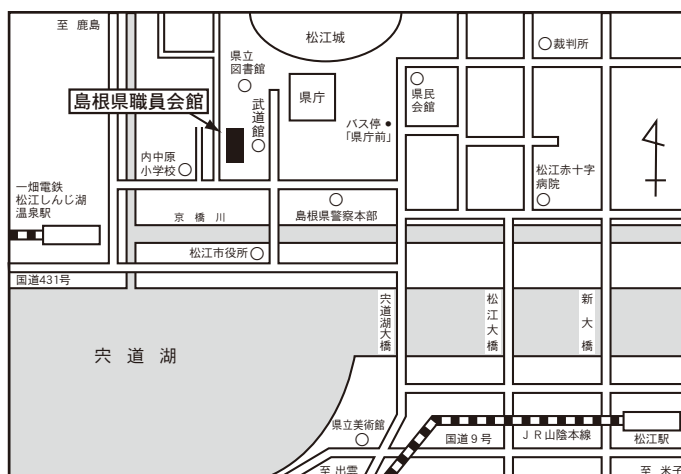 至 鹿島
松江城
裁判所
県立
図書館
県庁
県民
会館
島根県職員会館
武道館
バス停
「県庁前」
内中原
小学校
松江赤十字
病院
一畑電鉄
松江しんじ湖
温泉駅
京橋川
島根県警察本部
松江市役所
国道431号
宍道湖大橋
松江大橋
新大橋
宍道湖
県立美術館
国道9号
JR山陰本線
松江駅
至 出雲
至 米子